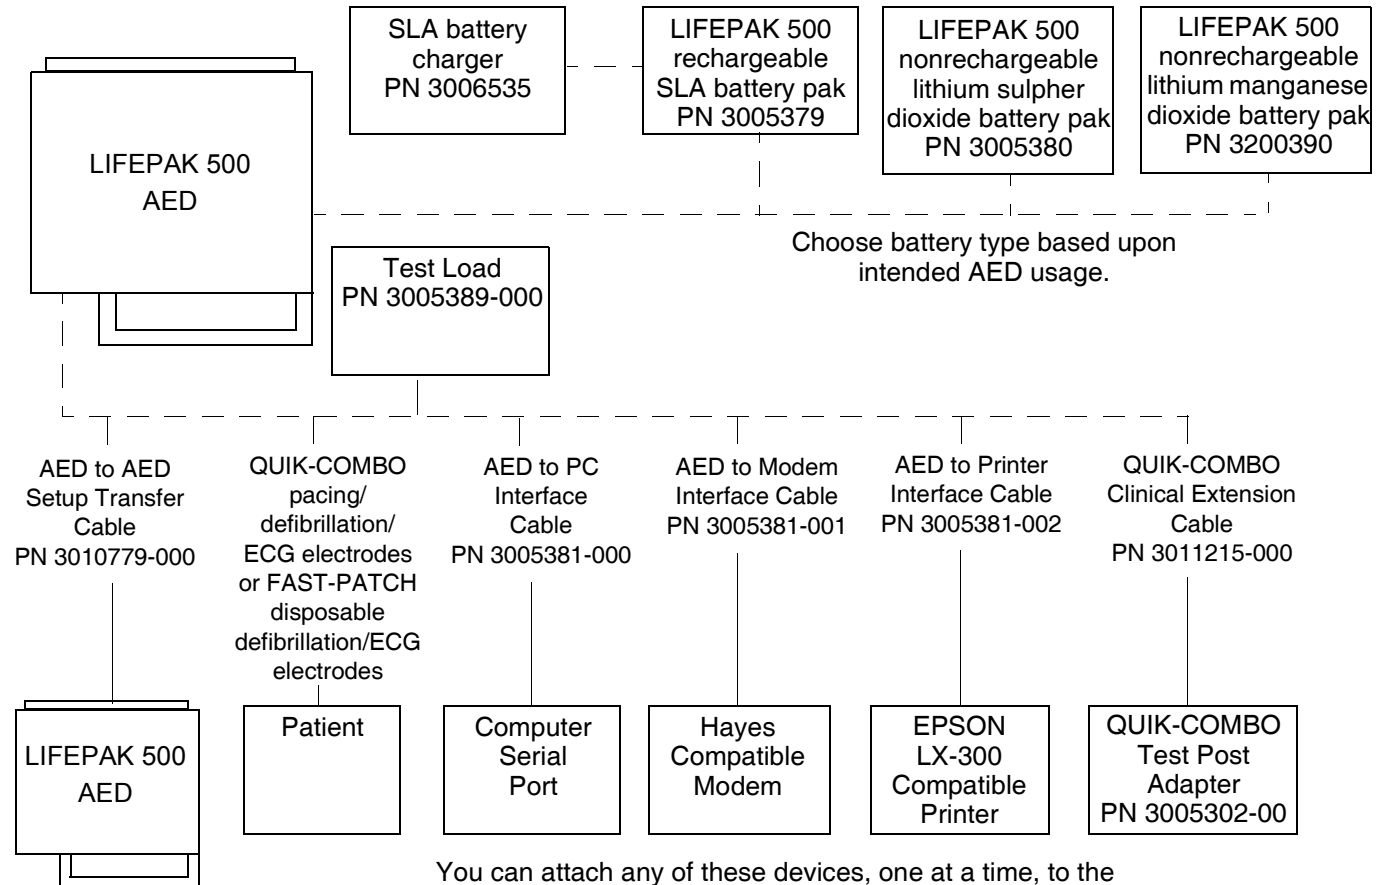 SLA battery
charger
PN 3006535
LIFEPAK 500
rechargeable
SLA battery pak
PN 3005379
LIFEPAK 500
nonrechargeable
lithium sulpher
dioxide battery pak
PN 3005380
LIFEPAK 500
nonrechargeable
lithium manganese
dioxide battery pak
PN 3200390
LIFEPAK 500
AED
Choose battery type based upon
intended AED usage.
Test Load
PN 3005389-000
AED to AED
Setup Transfer
Cable
PN 3010779-000
QUIK-COMBO
pacing/
defibrillation/
ECG electrodes
or FAST-PATCH
disposable
defibrillation/ECG
electrodes
AED to PC
Interface
Cable
PN 3005381-000
AED to Modem
Interface Cable
PN 3005381-001
AED to Printer
Interface Cable
PN 3005381-002
QUIK-COMBO
Clinical Extension
Cable
PN 3011215-000
LIFEPAK 500
AED
Patient
Computer
Serial
Port
Hayes
Compatible
Modem
EPSON
LX-300
Compatible
Printer
QUIK-COMBO
Test Post
Adapter
PN 3005302-00
You can attach any of these devices, one at a time, to the